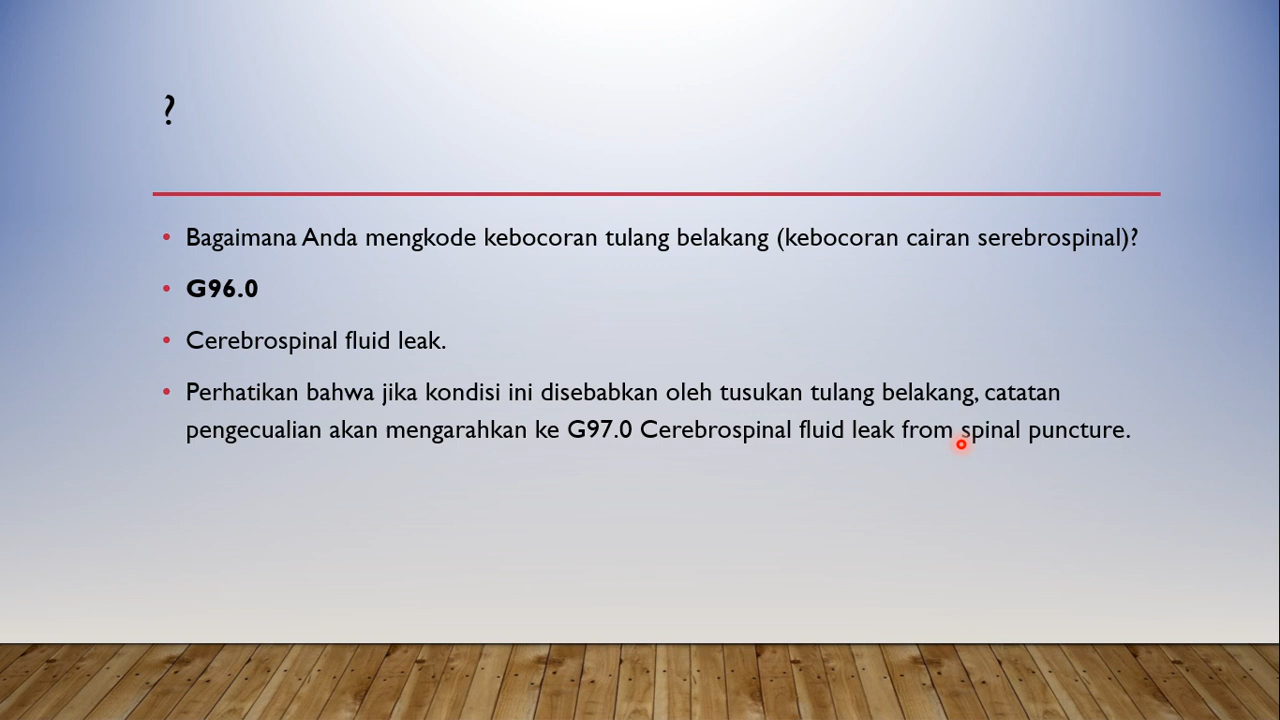 ?
• Bagaimana Anda mengkode kebocoran tulang belakang (kebocoran cairan serebrospinal)?
• G96.0
• Cerebrospinal fluid leak.
• Perhatikan bahwa jika kondisi ini disebabkan oleh tusukan tulang belakang, catatan
pengecualian akan mengarahkan ke G97.0 Cerebrospinal fluid leak from spinal puncture.